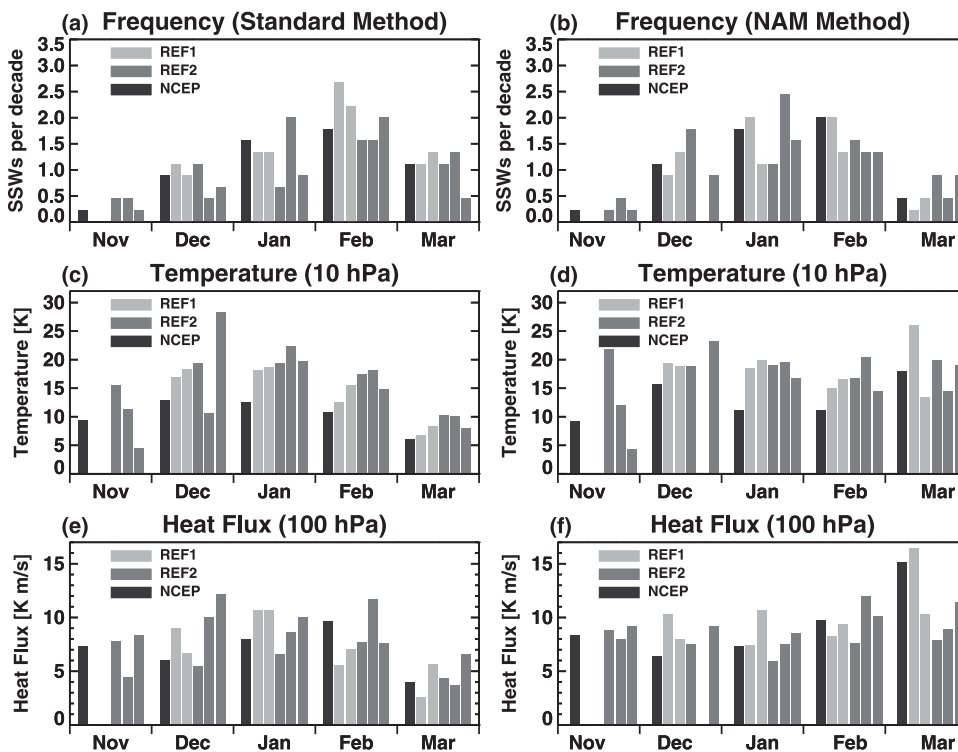 (a) Frequency (Standard Method)
SSWs per decade
3.5
3.0
2.5
2.0
1.5
1.0
0.5
0.0
REF1
REF2
NCEP
Nov Dec Jan Feb Mar
(b) Frequency (NAM Method)
SSWs per decade
3.5
3.0
2.5
2.0
1.5
1.0
0.5
0.0
REF1
REF2
NCEP
Nov Dec Jan Feb Mar
(c) Temperature (10 hPa)
Temperature [K]
30
25
20
15
10
5
0
REF1
REF2
NCEP
Nov Dec Jan Feb Mar
(d) Temperature (10 hPa)
Temperature [K]
30
25
20
15
10
5
0
REF1
REF2
NCEP
Nov Dec Jan Feb Mar
(e) Heat Flux (100 hPa)
Heat Flux [K m/s]
15
10
5
0
REF1
REF2
NCEP
Nov Dec Jan Feb Mar
(f) Heat Flux (100 hPa)
Heat Flux [K m/s]
15
10
5
0
REF1
REF2
NCEP
Nov Dec Jan Feb Mar